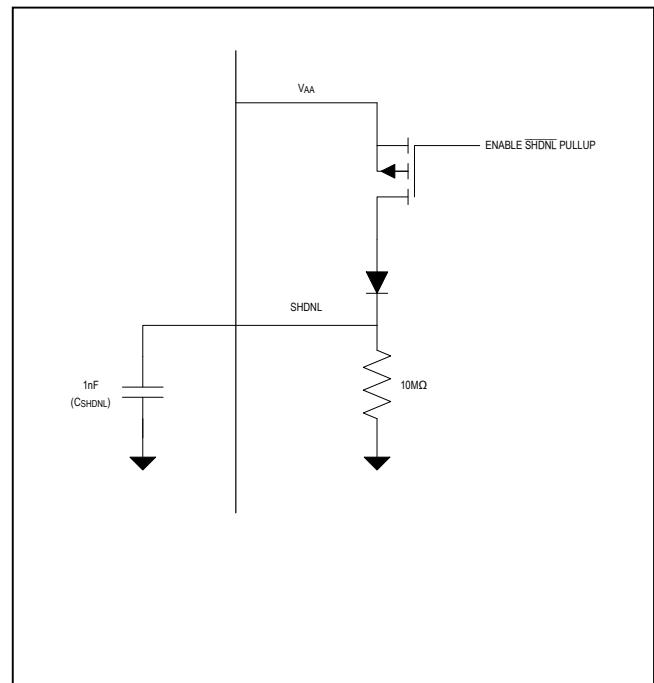 VAA
ENABLE SHDNL PULLUP
SHDNL
1nF
(CSHDNL)
10MΩ